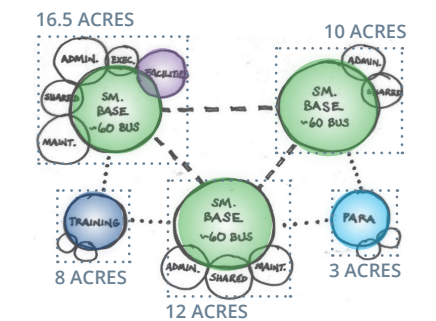 16.5 ACRES
10 ACRES
ADMIN.
EXEC.
FACILITIES
SHARED
MAINT.
SM.
BASE
~60 BUS
ADMIN.
SHARED
SM.
BASE
~60 BUS
TRAINING
8 ACRES
SM.
BASE
~60 BUS
ADMIN.
SHARED
MAINT.
12 ACRES
PARA
3 ACRES